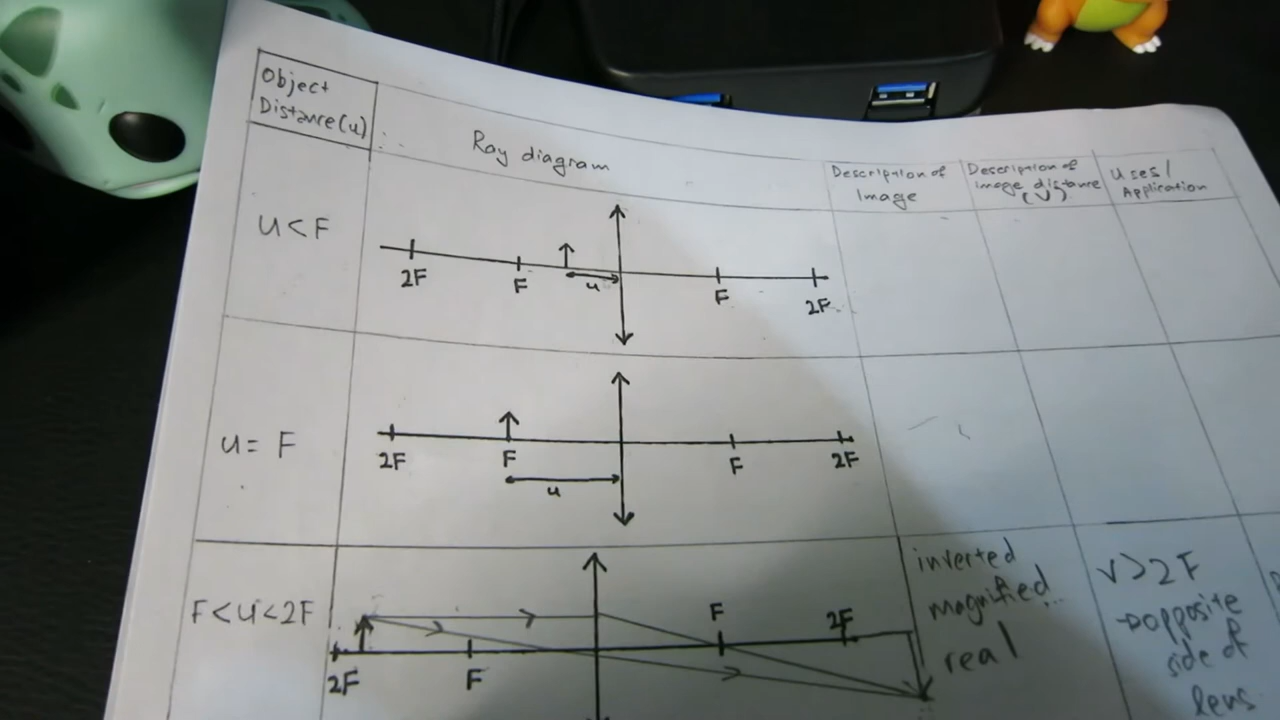 Object
Distance(u)
Ray diagram
Description of
Image
Description of
Image distance
(v)
Uses/
Application
u<F
2F
F
u
F
2F
u= F
2F
F
u
F
2F
F<u<2F
2F
F
F
2F
inverted
magnified
real
v>2F
opposite
side of
lens